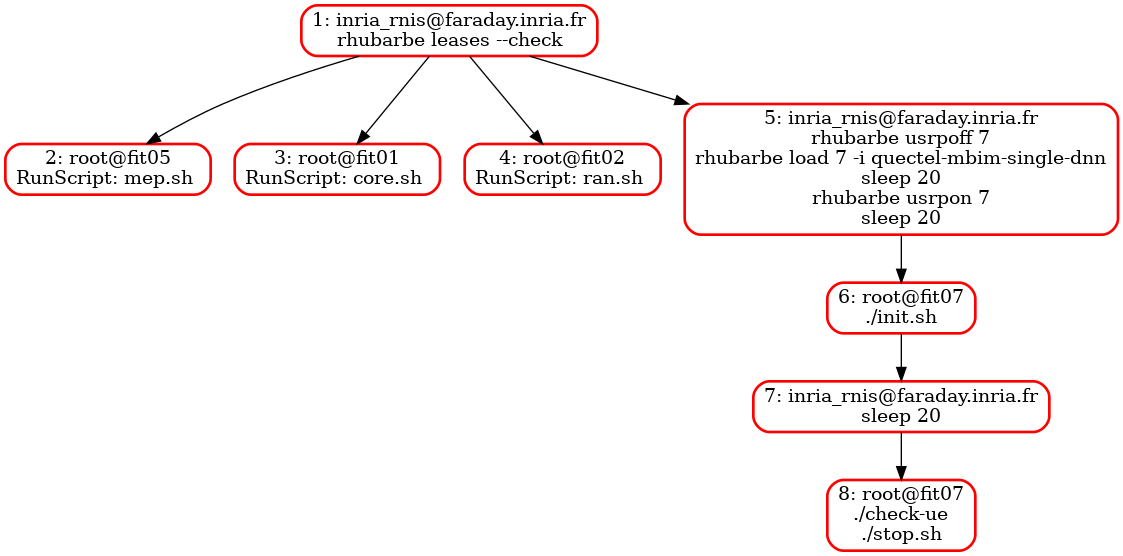 1: inria_rnis@faraday.inria.fr
rhubarbe leases --check
2: root@fit05
RunScript: mep.sh
3: root@fit01
RunScript: core.sh
4: root@fit02
RunScript: ran.sh
5: inria_rnis@faraday.inria.fr
rhubarbe usrpoff 7
rhubarbe load 7 -i quectel-mbim-single-dnn
sleep 20
rhubarbe usrpon 7
sleep 20
6: root@fit07
./init.sh
7: inria_rnis@faraday.inria.fr
sleep 20
8: root@fit07
./check-ue
./stop.sh